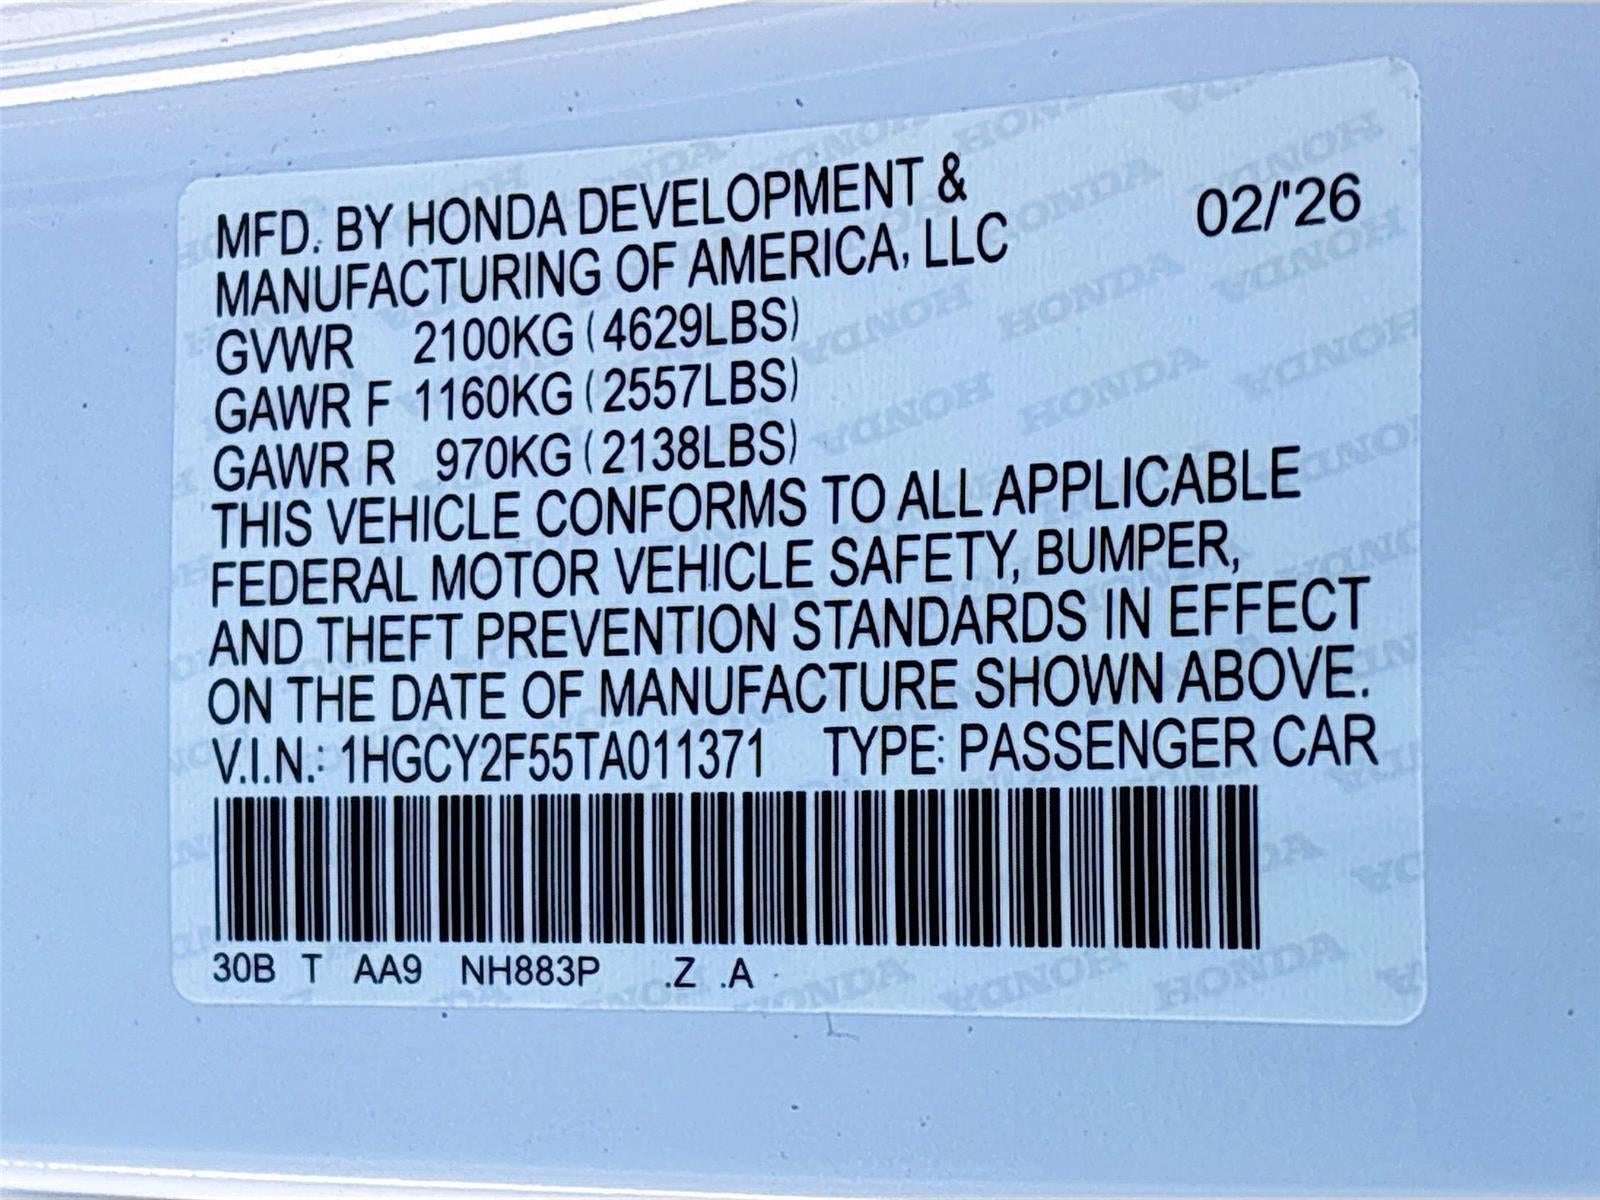 MFD. BY HONDA DEVELOPMENT &
MANUFACTURING OF AMERICA, LLC
02/'26
GVWR 2100KG (4629LBS)
GAWR F 1160KG (2557LBS)
GAWR R 970KG (2138LBS)
THIS VEHICLE CONFORMS TO ALL APPLICABLE
FEDERAL MOTOR VEHICLE SAFETY, BUMPER,
AND THEFT PREVENTION STANDARDS IN EFFECT
ON THE DATE OF MANUFACTURE SHOWN ABOVE.
V.I.N.: 1HGCY2F55TA011371 TYPE: PASSENGER CAR
30B T AA9 NH883P .Z .A